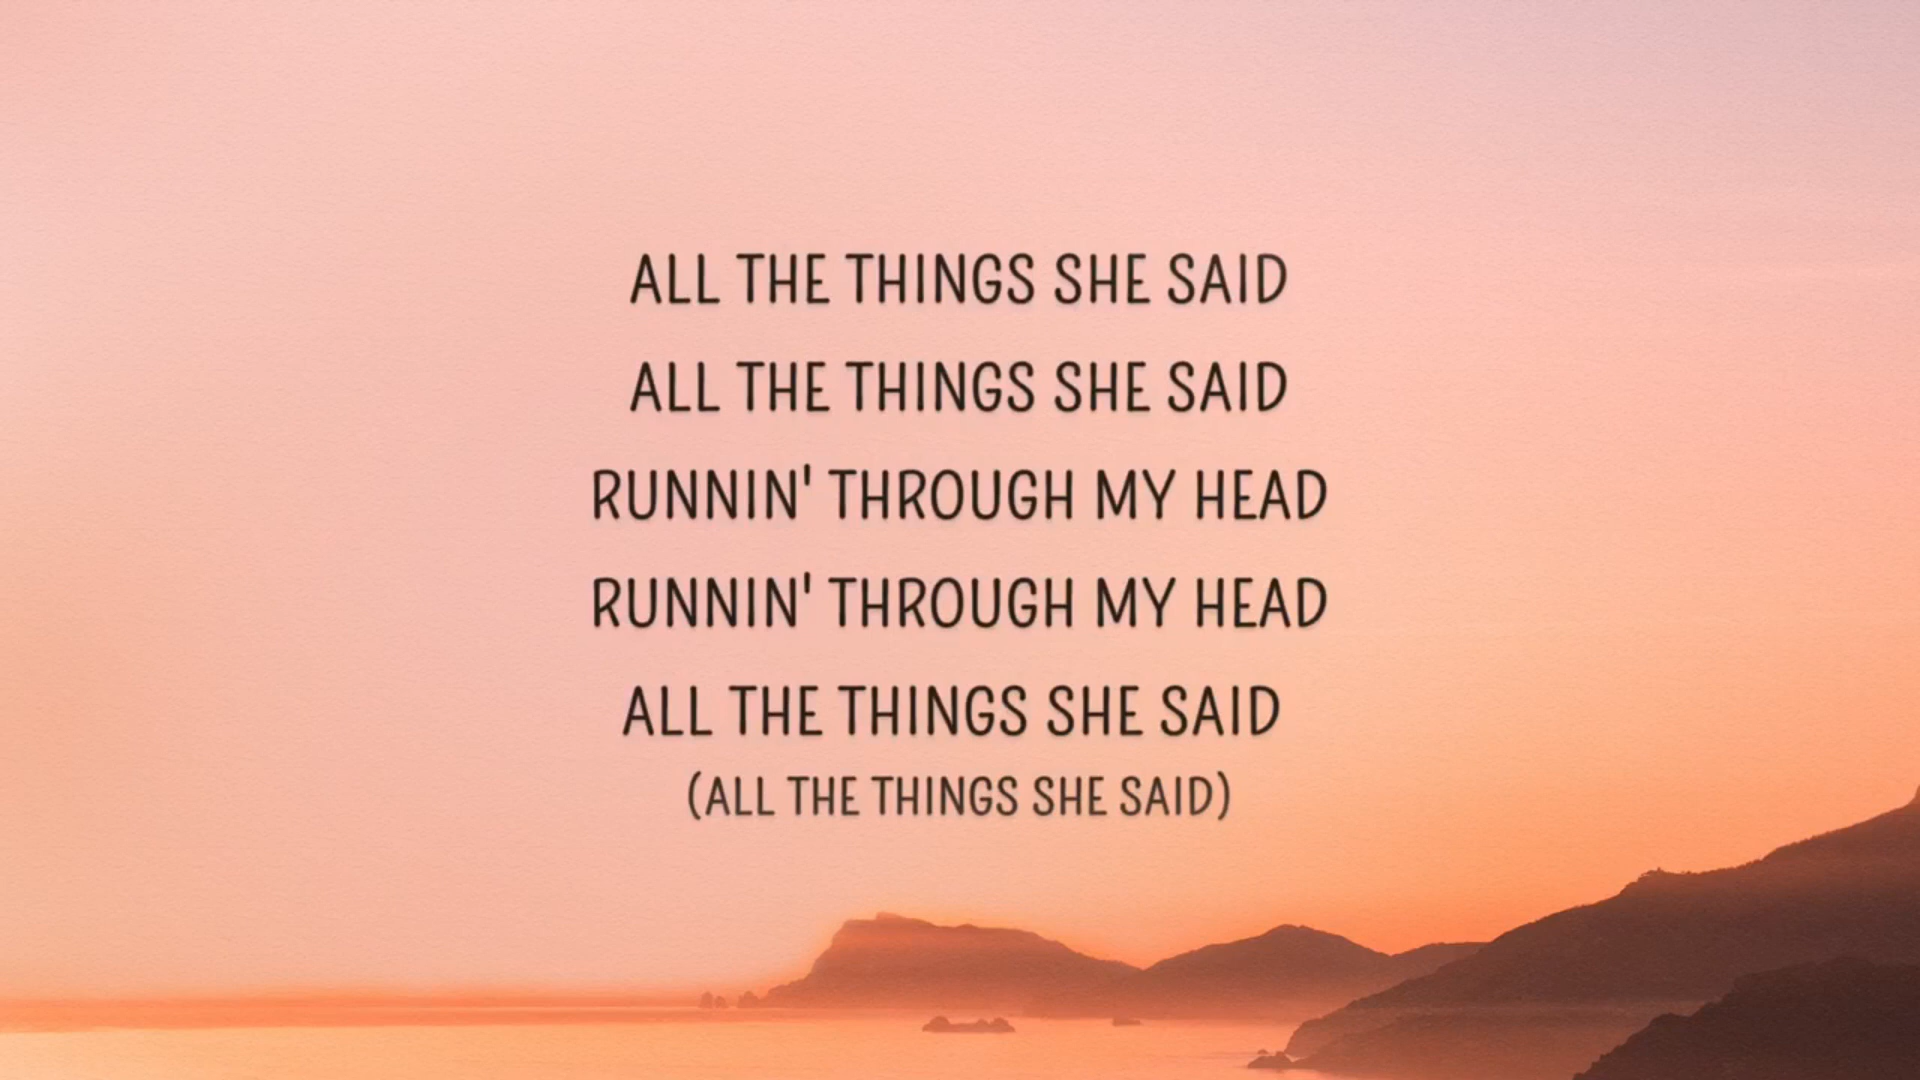 ALL THE THINGS SHE SAID
ALL THE THINGS SHE SAID
RUNNIN' THROUGH MY HEAD
RUNNIN' THROUGH MY HEAD
ALL THE THINGS SHE SAID
(ALL THE THINGS SHE SAID)